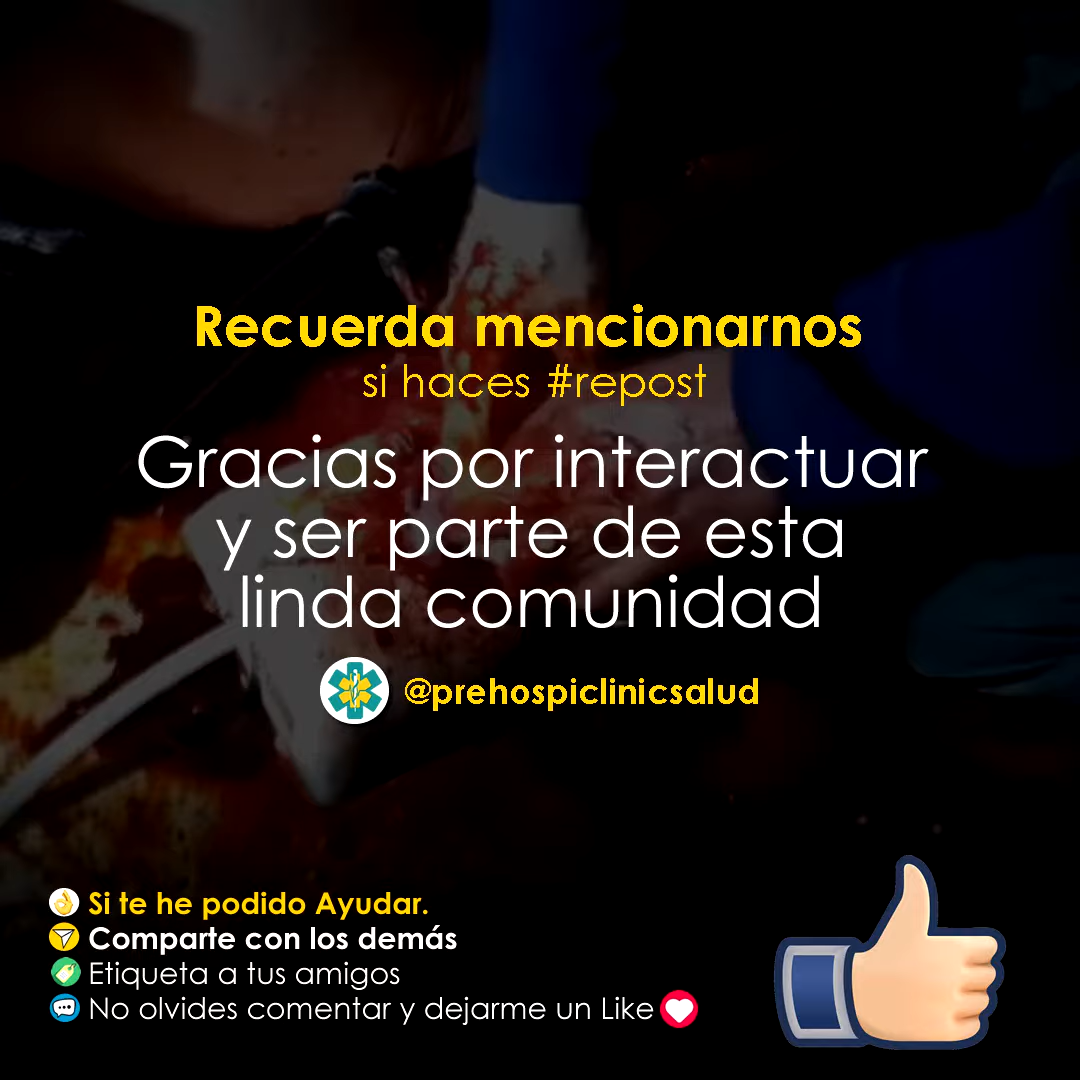 Recuerda mencionarnos
si haces #repost
Gracias por interactuar
y ser parte de esta
linda comunidad
@prehospiclinicsalud
Si te he podido Ayudar.
Comparte con los demás
Etiqueta a tus amigos
No olvides comentar y dejarme un Like